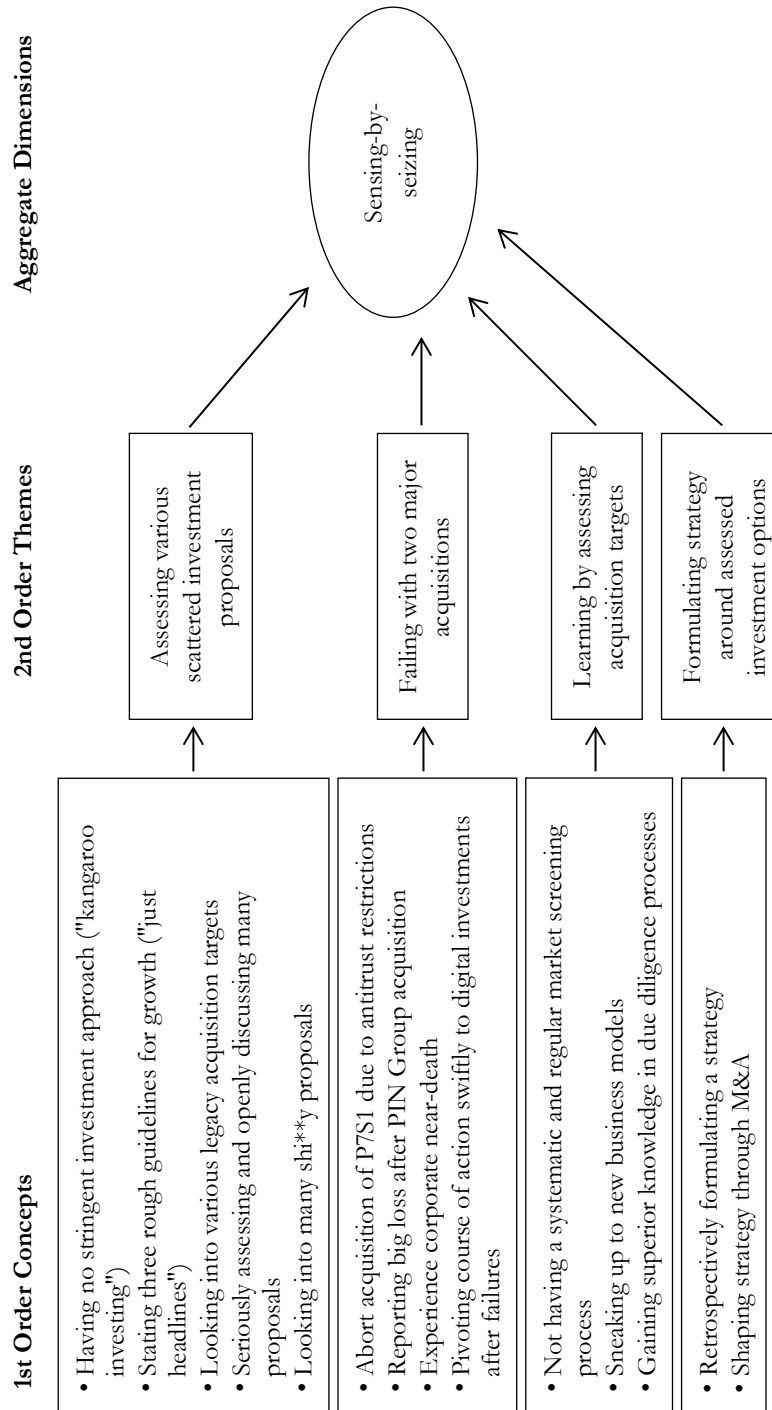 1st Order Concepts
2nd Order Themes
Aggregate Dimensions
• Having no stringent investment approach ("kangaroo
investing")
• Stating three rough guidelines for growth ("just
headlines")
• Looking into various legacy acquisition targets
• Seriously assessing and openly discussing many
proposals
• Looking into many shi**y proposals
Assessing various
scattered investment
proposals
• Abort acquisition of P7S1 due to antitrust restrictions
• Reporting big loss after PIN Group acquisition
• Experience corporate near-death
• Pivoting course of action swiftly to digital investments
after failures
Failing with two major
acquisitions
• Not having a systematic and regular market screening
process
• Sneaking up to new business models
• Gaining superior knowledge in due diligence processes
Learning by assessing
acquisition targets
• Retrospectively formulating a strategy
• Shaping strategy through M&A
Formulating strategy
around assessed
investment options
Sensing-by-
seizing